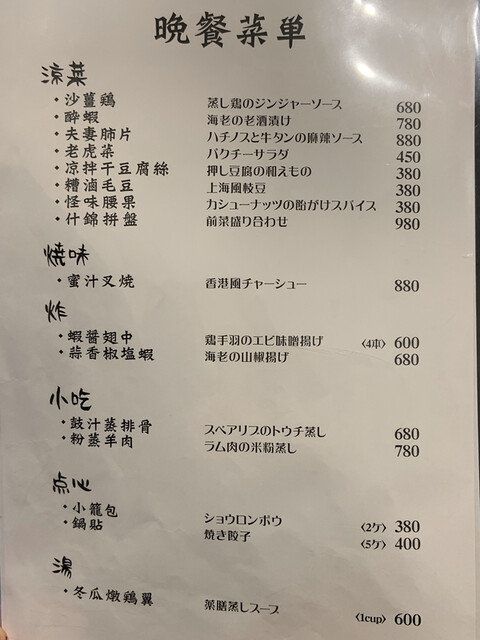 晩餐菜単
涼菜
・沙薑鶏 蒸し鶏のジンジャーソース 680
・酔蝦 海老の老酒漬け 780
・夫妻肺片 ハチノスと牛タンの麻辣ソース 880
・老虎菜 パクチーサラダ 450
・凉拌干豆腐絲 押し豆腐の和えもの 380
・糟滷毛豆 上海風枝豆 380
・怪味腰果 カシューナッツの飴がけスパイス 380
・什錦拼盤 前菜盛り合わせ 980
焼味
・蜜汁叉焼 香港風チャーシュー 880
炸
・蝦醤翅中 鶏手羽のエビ味噌揚げ 〈4本〉 600
・蒜香椒塩蝦 海老の山椒揚げ 680
小吃
・鼓汁蒸排骨 スペアリブのトウチ蒸し 680
・粉蒸羊肉 ラム肉の米粉蒸し 780
点心
・小籠包 ショウロンポウ 〈2ケ〉 380
・鍋貼 焼き餃子 〈5ケ〉 400
湯
・冬瓜燉鶏翼 薬膳蒸しスープ 〈1cup〉 600